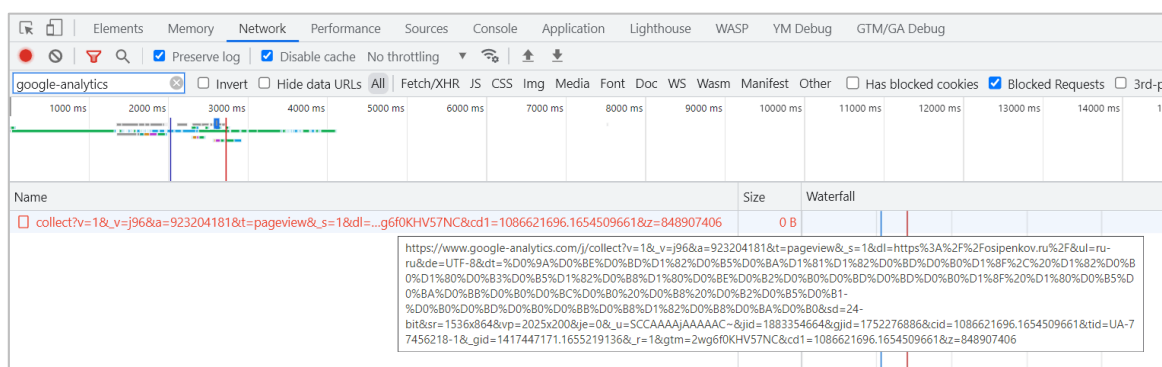 Elements Memory Network Performance Sources Console Application Lighthouse WASP YM Debug GTM/GA Debug
Preserve log Disable cache No throttling
google-analytics Invert Hide data URLs All Fetch/XHR JS CSS Img Media Font Doc WS Wasm Manifest Other Has blocked cookies Blocked Requests 3rd-p
1000 ms 2000 ms 3000 ms 4000 ms 5000 ms 6000 ms 7000 ms 8000 ms 9000 ms 10000 ms 11000 ms 12000 ms 13000 ms 14000 ms 1
Name Size Waterfall
collect?v=1&_v=j96&a=923204181&t=pageview&_s=1&dl=...g6f0KHV57NC&cd1=1086621696.1654509661&z=848907406 0 B
https://www.google-analytics.com/j/collect?v=1&_v=j96&a=923204181&t=pageview&_s=1&dl=https%3A%2F%2Fosipenkov.ru%2F&ul=ru-
ru&de=UTF-8&dt=%D0%9A%D0%BE%D0%BD%D1%82%D0%B5%D0%BA%D1%81%D1%82%D0%BD%D0%B0%D1%8F%2C%20%D1%82%D0%B
0%D1%80%D0%B3%D0%B5%D1%82%D0%B8%D1%80%D0%BE%D0%B2%D0%B0%D0%BD%D0%BD%D0%B0%D1%8F%20%D1%80%D0%B5%D
0%BA%D0%BB%D0%B0%D0%BC%D0%B0%20%D0%B8%20%D0%B2%D0%B5%D0%B1-
%D0%B0%D0%BD%D0%B0%D0%BB%D0%B8%D1%82%D0%B8%D0%BA%D0%B0&sd=24-
bit&sr=1536x864&vp=2025x200&je=0&_u=SCCAAAAjAAAAAC~&jid=1883354664&gjid=1752276886&cid=1086621696.1654509661&tid=UA-7
7456218-1&_gid=1417447171.1655219136&_r=1&gtm=2wg6f0KHV57NC&cd1=1086621696.1654509661&z=848907406